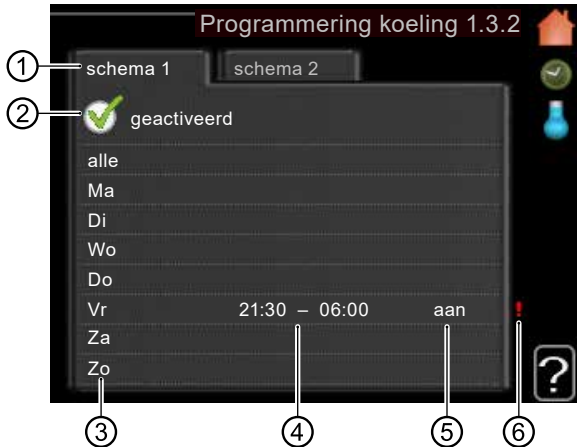 Programmering koeling 1.3.2
1 schema 1 schema 2
2 geactiveerd
alle
Ma
Di
Wo
Do
Vr 21:30 – 06:00 aan !
Za
Zo
?
3 4 5 6